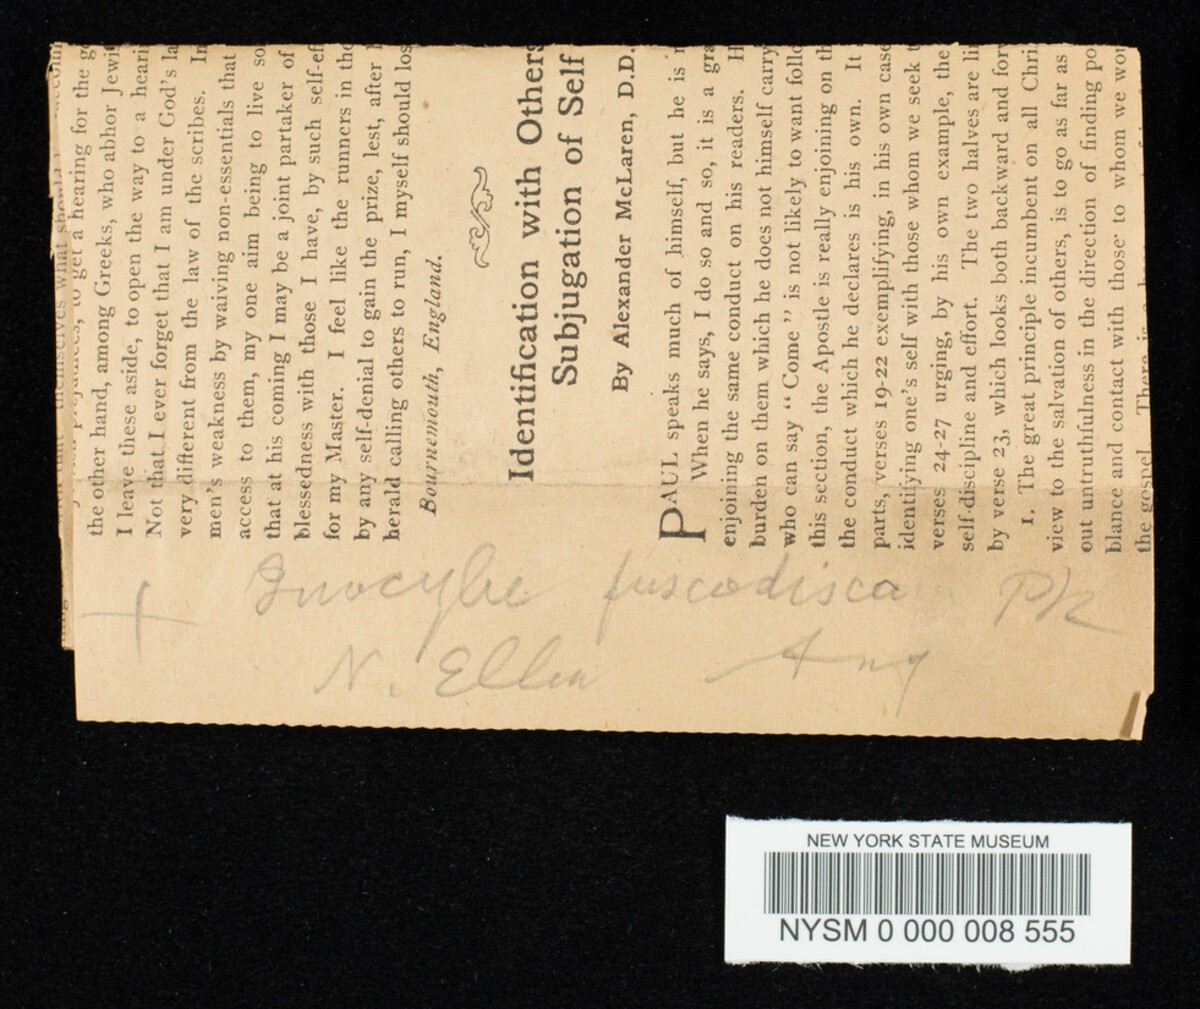 the other hand, among Greeks, who abhor Jewi
I leave these aside, to open the way to a heari
Not that I ever forget that I am under God's la
very different from the law of the scribes. In
men's weakness by waiving non-essentials that
access to them, my one aim being to live so
that at his coming I may be a joint partaker of
blessedness with those I have, by such self-ef
for my Master. I feel like the runners in the
by any self-denial to gain the prize, lest, after
herald calling others to run, I myself should los
Bournemouth, England.
Identification with Others
Subjugation of Self
By Alexander McLaren, D.D.
PAUL speaks much of himself, but he is
When he says, I do so and so, it is a gra
enjoining the same conduct on his readers. H
burden on them which he does not himself carry
who can say “ Come ” is not likely to want follo
this section, the Apostle is really enjoining on th
the conduct which he declares is his own. It
parts, verses 19-22 exemplifying, in his own case
identifying one's self with those whom we seek t
verses 24-27 urging, by his own example, the
self-discipline and effort. The two halves are li
by verse 23, which looks both backward and forw
1. The great principle incumbent on all Chri
view to the salvation of others, is to go as far as
out untruthfulness in the direction of finding po
blance and contact with those to whom we wou
the gospel. There is
+ Inocybe fuscodisca Pk
N. Elba Aug
NEW YORK STATE MUSEUM
NYSM 0 000 008 555